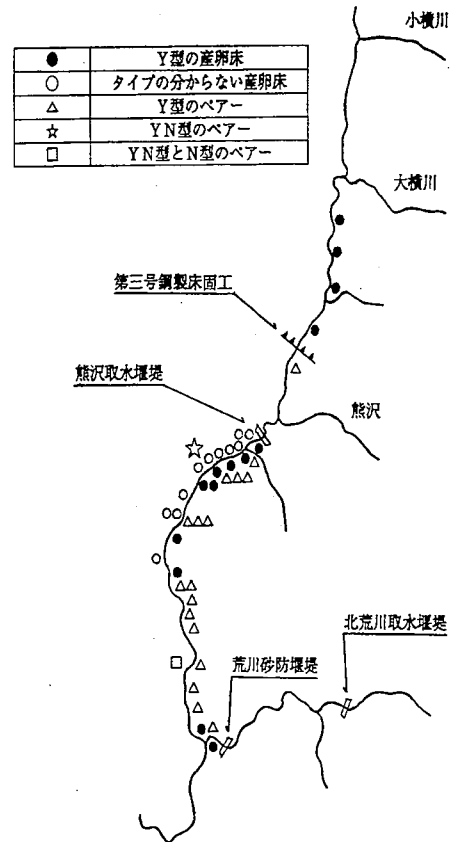 小横川
● Y型の産卵床
○ タイプの分からない産卵床
△ Y型のペアー
☆ YN型のペアー
□ YN型とN型のペアー
大横川
第三号鋼製床固工
熊沢取水堰堤
熊沢
荒川砂防堰堤
北荒川取水堰堤